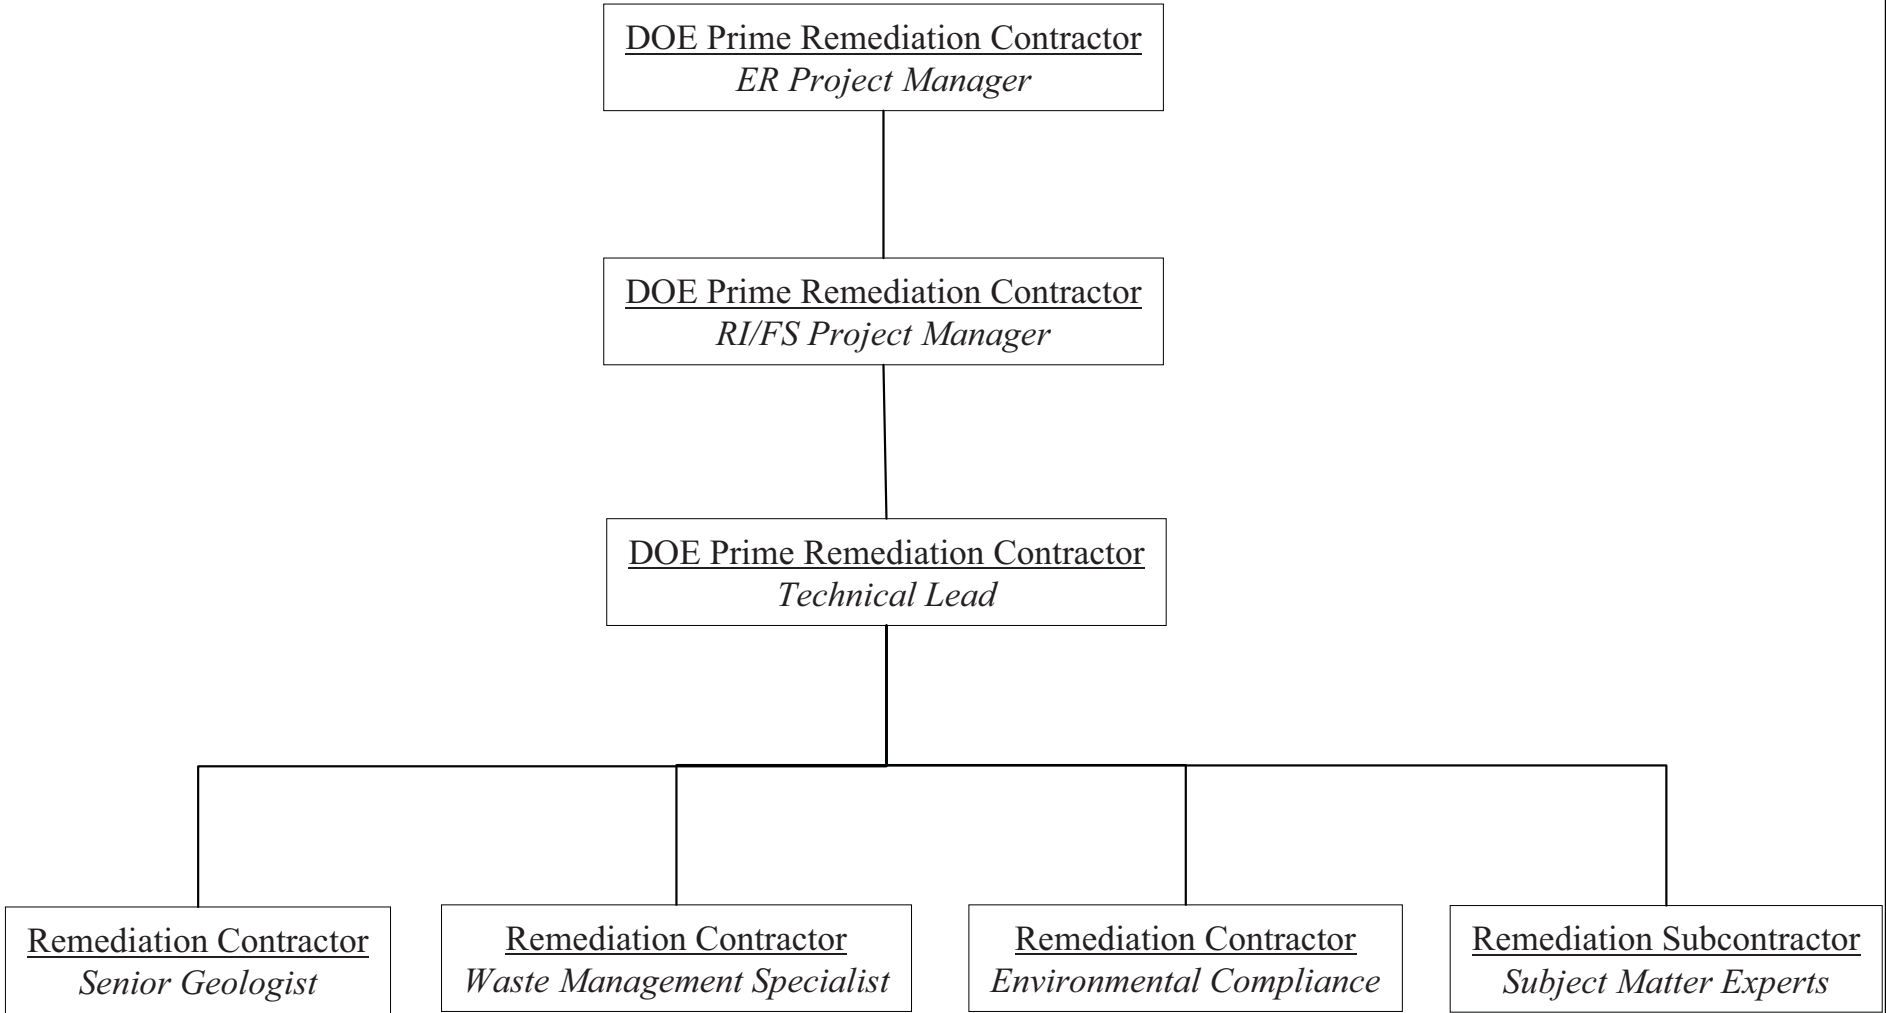 DOE Prime Remediation Contractor
ER Project Manager
DOE Prime Remediation Contractor
RI/FS Project Manager
DOE Prime Remediation Contractor
Technical Lead
Remediation Contractor
Senior Geologist
Remediation Contractor
Waste Management Specialist
Remediation Contractor
Environmental Compliance
Remediation Subcontractor
Subject Matter Experts